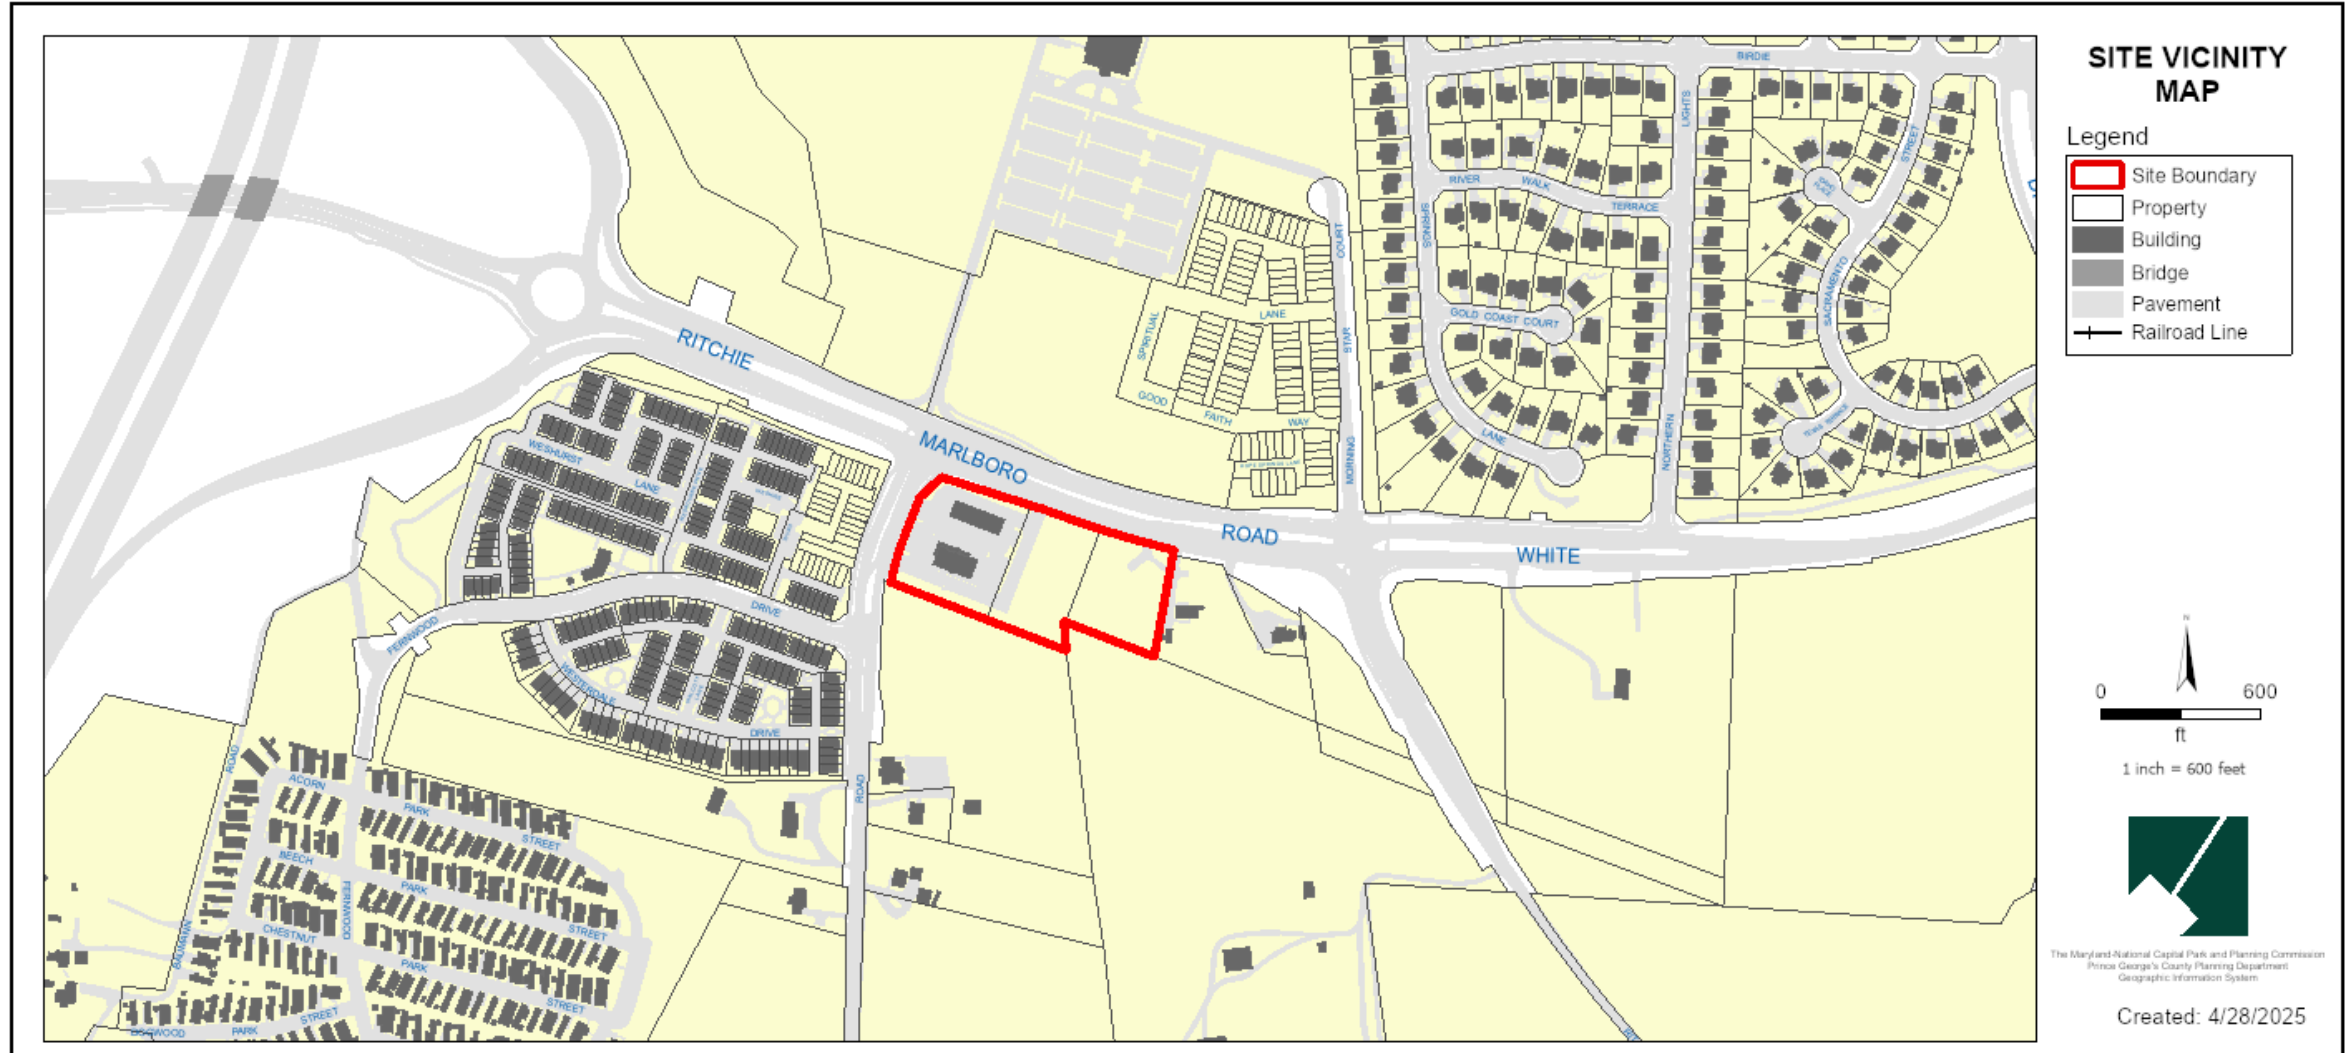 SITE VICINITY
MAP
Legend
Site Boundary
Property
Building
Bridge
Pavement
Railroad Line
N
0 600
ft
1 inch = 600 feet
The Maryland-National Capital Park and Planning Commission
Prince George's County Planning Department
Geographic Information System
Created: 4/28/2025
BIRDIE
LIGHTS
STREET
RIVER WALK TERRACE
SPRINGS
COURT
SACRAMENTO
GOLD COAST COURT
LANE
SPIRITUAL
STAR
RITCHIE
GOOD FAITH WAY
LANE
NORTHERN
MORNING
MARLBORO
ROAD
WHITE
WESHURST
LANE
DRIVE
FERNWOOD
WESTERDALE
DRIVE
ROAD
ROAD
ACORN
PARK
STREET
BEECH
PARK
STREET
FERNWOOD
CHESTNUT
PARK
STREET
PARK
STREET